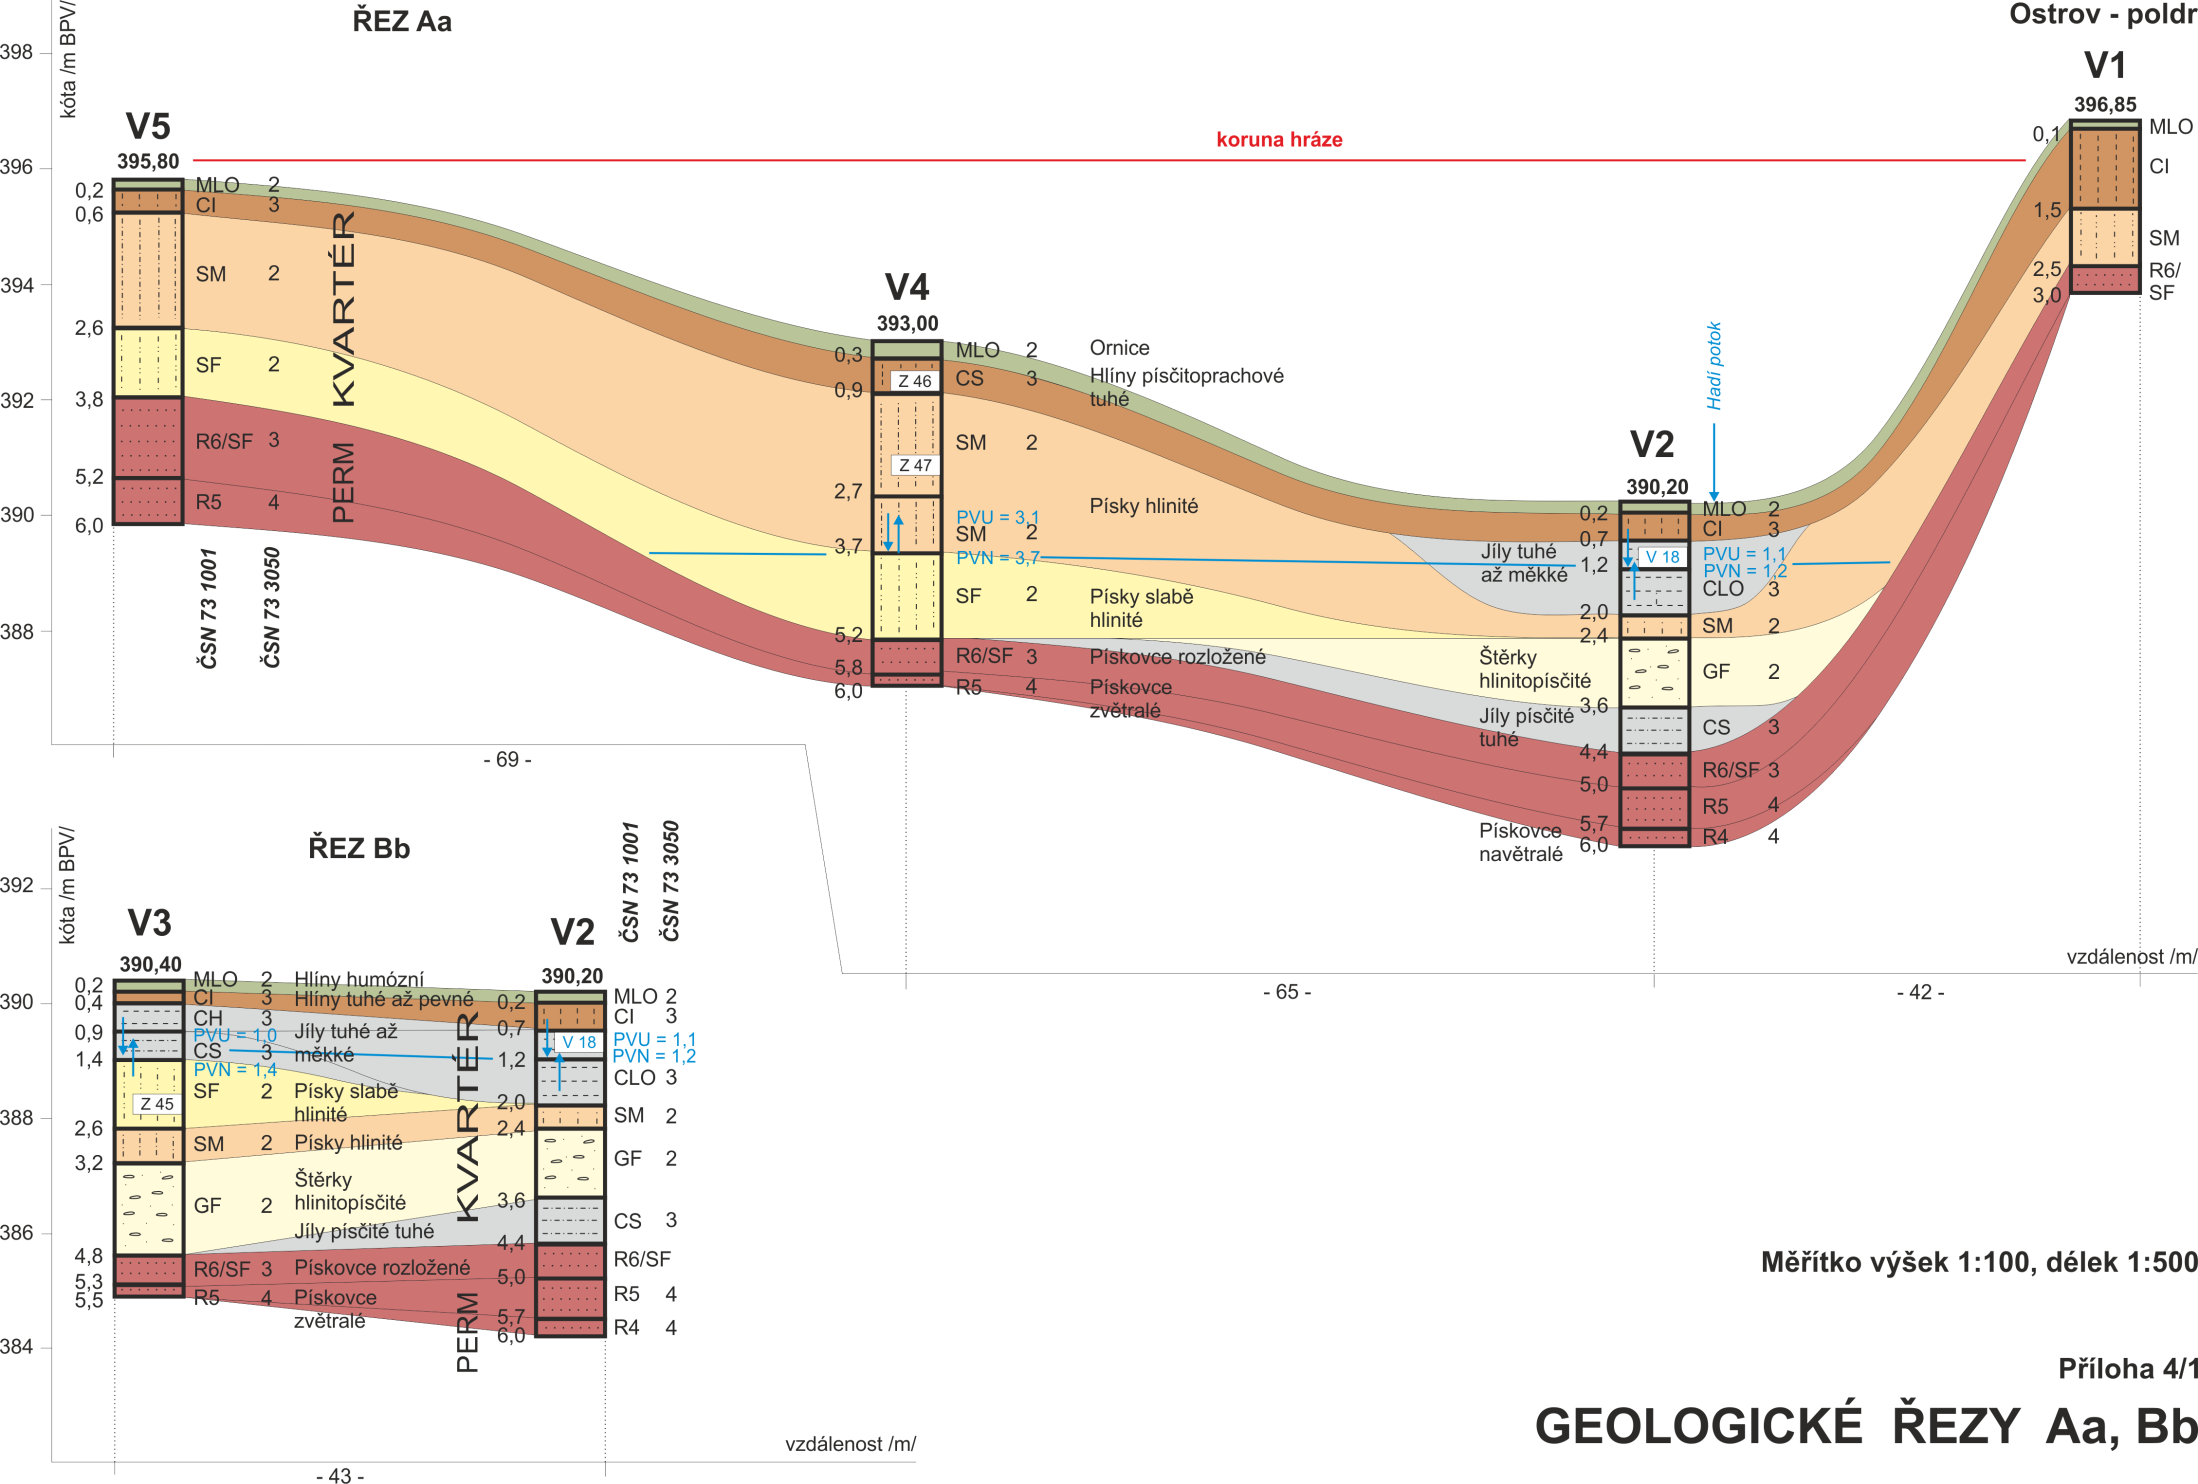 ŘEZ Aa
Ostrov - poldr
kóta /m BPV/
398
396
394
392
390
388
koruna hráze
V5
395,80
0,2
0,6
2,6
3,8
5,2
6,0
MLO 2
CI 3
SM 2
SF 2
R6/SF 3
R5 4
KVARTÉR
PERM
ČSN 73 1001
ČSN 73 3050
V4
393,00
0,3
0,9
2,7
3,7
5,2
5,8
6,0
Z 46
Z 47
MLO 2
CS 3
SM 2
PVU = 3,1
SM 2
PVN = 3,7
SF 2
R6/SF 3
R5 4
Ornice
Hlíny písčitoprachové
tuhé
Písky hlinité
Písky slabě
hlinité
Pískovce rozložené
Pískovce
zvětralé
Jíly tuhé
až měkké
Štěrky
hlinitopísčité
Jíly písčité
tuhé
Pískovce
navětralé
V2
390,20
0,2
0,7
1,2
2,0
2,4
3,6
4,4
5,0
5,7
6,0
V 18
Hadí potok
MLO 2
CI 3
PVU = 1,1
PVN = 1,2
CLO 3
SM 2
GF 2
CS 3
R6/SF 3
R5 4
R4 4
V1
396,85
0,1
1,5
2,5
3,0
MLO
CI
SM
R6/
SF
- 69 -
- 65 -
- 42 -
vzdálenost /m/
ŘEZ Bb
kóta /m BPV/
392
390
388
386
384
V3
390,40
0,2
0,4
0,9
1,4
2,6
3,2
4,8
5,3
5,5
Z 45
MLO 2
CI 3
CH 3
PVU = 1,0
CS 3
PVN = 1,4
SF 2
SM 2
GF 2
R6/SF 3
R5 4
Hlíny humózní
Hlíny tuhé až pevné
Jíly tuhé až
měkké
Písky slabě
hlinité
Písky hlinité
Štěrky
hlinitopísčité
Jíly písčité tuhé
Pískovce rozložené
Pískovce
zvětralé
KVARTÉR
PERM
V2
390,20
0,2
0,7
1,2
2,0
2,4
3,6
4,4
5,0
5,7
6,0
V 18
ČSN 73 1001
ČSN 73 3050
MLO 2
CI 3
PVU = 1,1
PVN = 1,2
CLO 3
SM 2
GF 2
CS 3
R6/SF
R5 4
R4 4
- 43 -
vzdálenost /m/
Měřítko výšek 1:100, délek 1:500
Příloha 4/1
GEOLOGICKÉ ŘEZY Aa, Bb